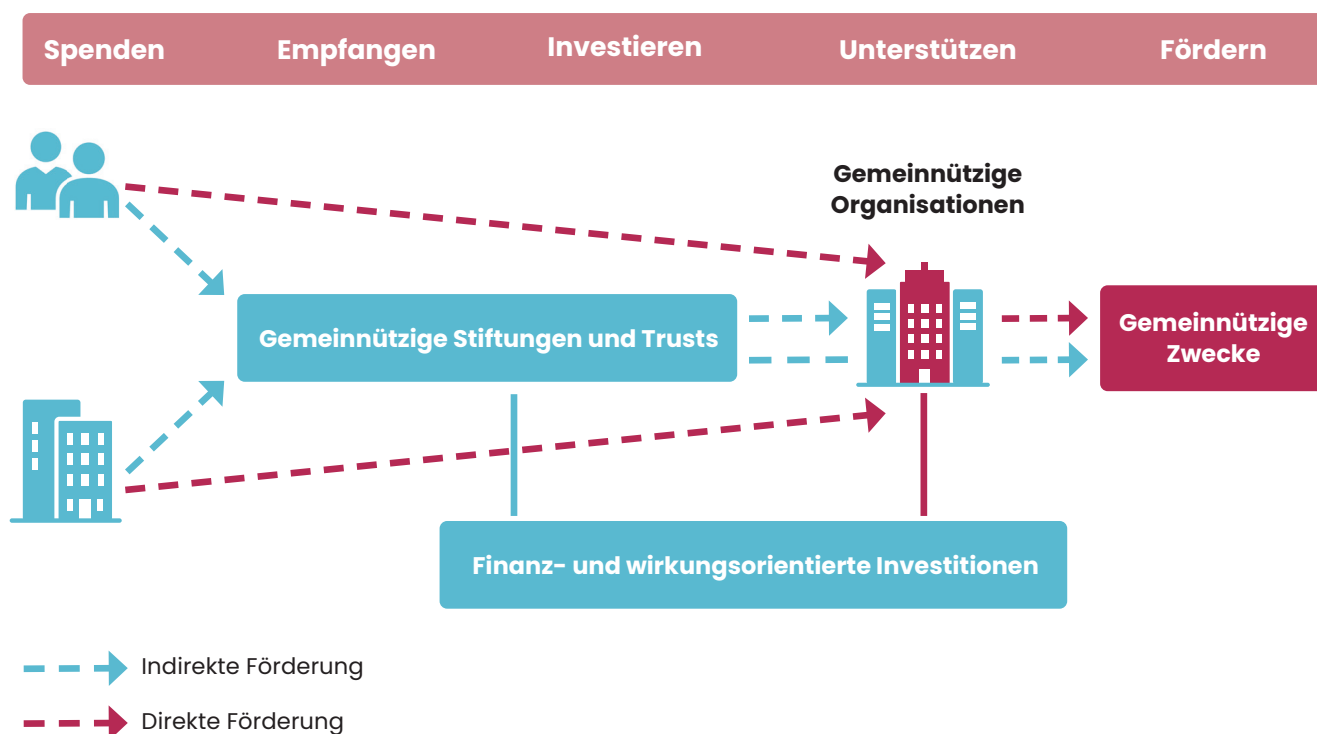 Spenden Empfangen Investieren Unterstützen Fördern
Gemeinnützige
Organisationen
Gemeinnützige Stiftungen und Trusts
Gemeinnützige
Zwecke
Finanz- und wirkungsorientierte Investitionen
Indirekte Förderung
Direkte Förderung